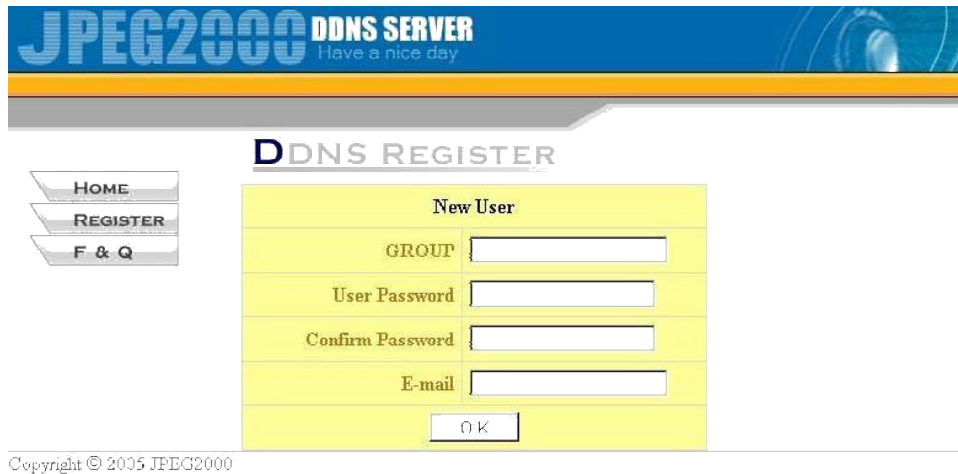 JPEG2000 DDNS SERVER
Have a nice day
DDNS REGISTER
HOME
REGISTER
F & Q
New User
GROUP
User Password
Confirm Password
E-mail
OK
Copyright © 2005 JPEG2000